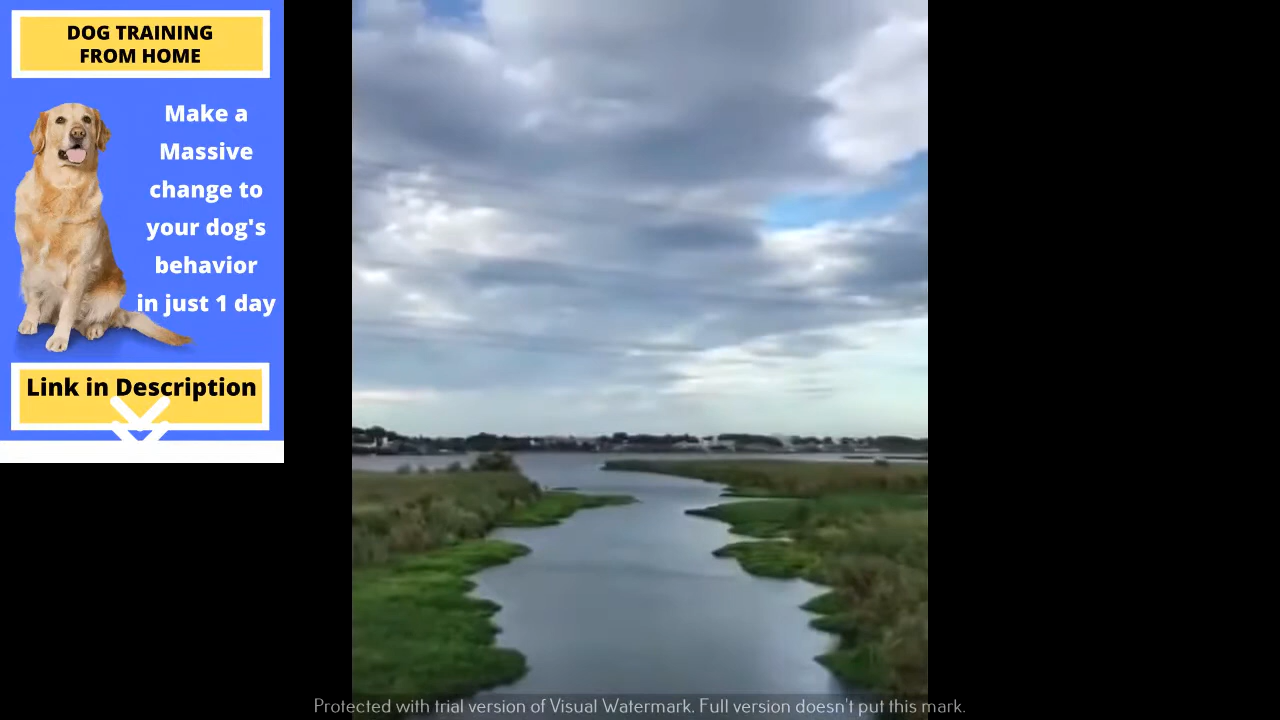 DOG TRAINING
FROM HOME
Make a
Massive
change to
your dog's
behavior
in just 1 day
Link in Description
Protected with trial version of Visual Watermark. Full version doesn't put this mark.